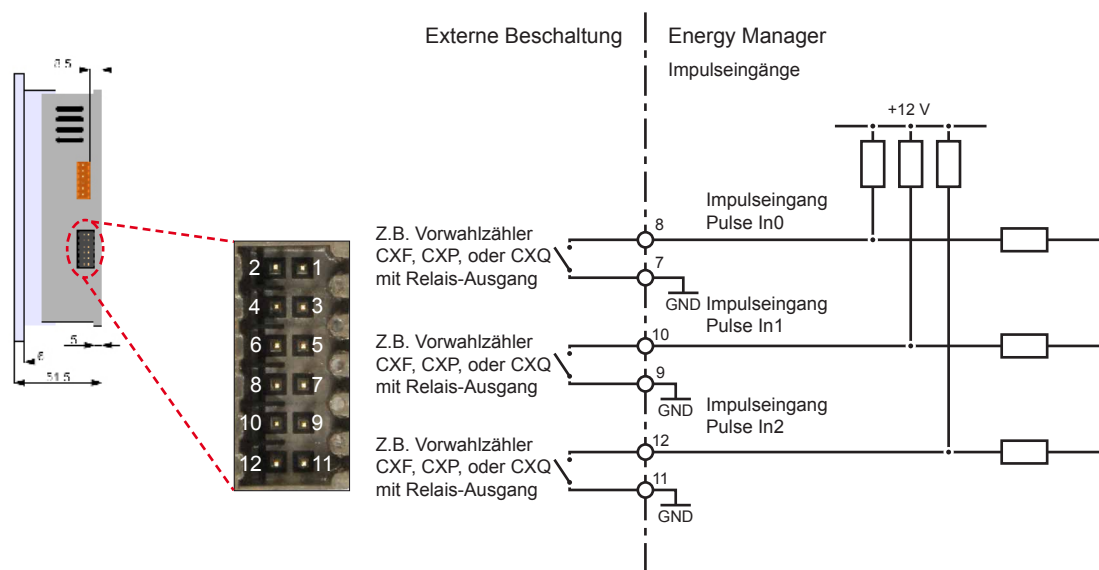 Externe Beschaltung
Energy Manager
Impulseingänge
8.5
+12 V
Impulseingang
Pulse In0
Z.B. Vorwahlzähler
CXF, CXP, oder CXQ
mit Relais-Ausgang
8
7
GND
2 1
4 3
6 5
8 7
10 9
12 11
Impulseingang
Pulse In1
Z.B. Vorwahlzähler
CXF, CXP, oder CXQ
mit Relais-Ausgang
10
9
GND
5
6
51.5
Impulseingang
Pulse In2
Z.B. Vorwahlzähler
CXF, CXP, oder CXQ
mit Relais-Ausgang
12
11
GND